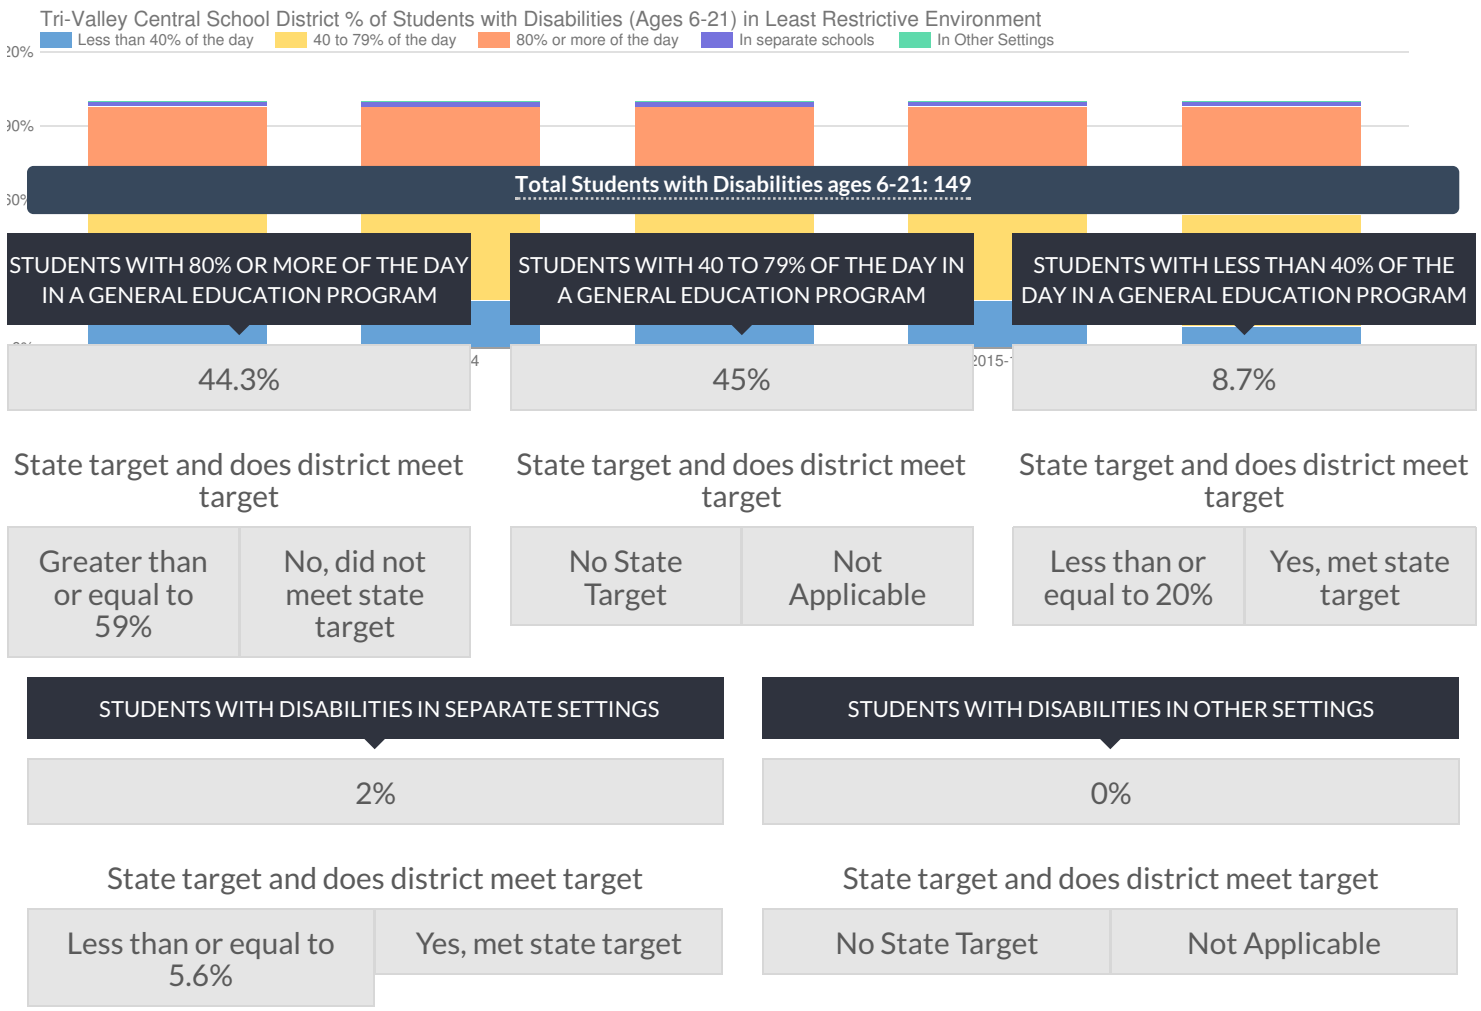 Tri-Valley Central School District % of Students with Disabilities (Ages 6-21) in Least Restrictive Environment
Less than 40% of the day 40 to 79% of the day 80% or more of the day In separate schools In Other Settings
Total Students with Disabilities ages 6-21: 149
STUDENTS WITH 80% OR MORE OF THE DAY
IN A GENERAL EDUCATION PROGRAM
44.3%
State target and does district meet
target
Greater than
or equal to
59%
No, did not
meet state
target
STUDENTS WITH 40 TO 79% OF THE DAY IN
A GENERAL EDUCATION PROGRAM
45%
State target and does district meet
target
No State
Target
Not
Applicable
STUDENTS WITH LESS THAN 40% OF THE
DAY IN A GENERAL EDUCATION PROGRAM
8.7%
State target and does district meet
target
Less than or
equal to 20%
Yes, met state
target
STUDENTS WITH DISABILITIES IN SEPARATE SETTINGS
2%
State target and does district meet target
Less than or equal to
5.6%
Yes, met state target
STUDENTS WITH DISABILITIES IN OTHER SETTINGS
0%
State target and does district meet target
No State Target
Not Applicable